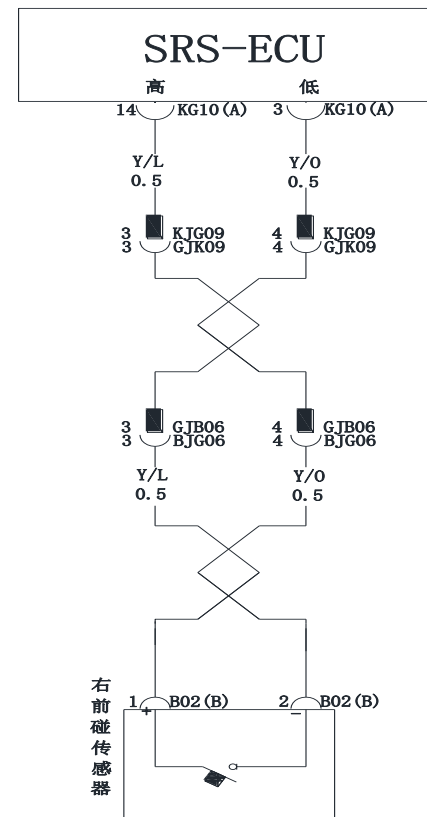 SRS-ECU
高 低
14 KG10(A) 3 KG10(A)
Y/L Y/O
0.5 0.5
3 KJG09 4 KJG09
3 GJK09 4 GJK09
3 GJB06 4 GJB06
3 BJG06 4 BJG06
Y/L Y/O
0.5 0.5
右前碰传感器
1 B02(B) 2 B02(B)
+ −